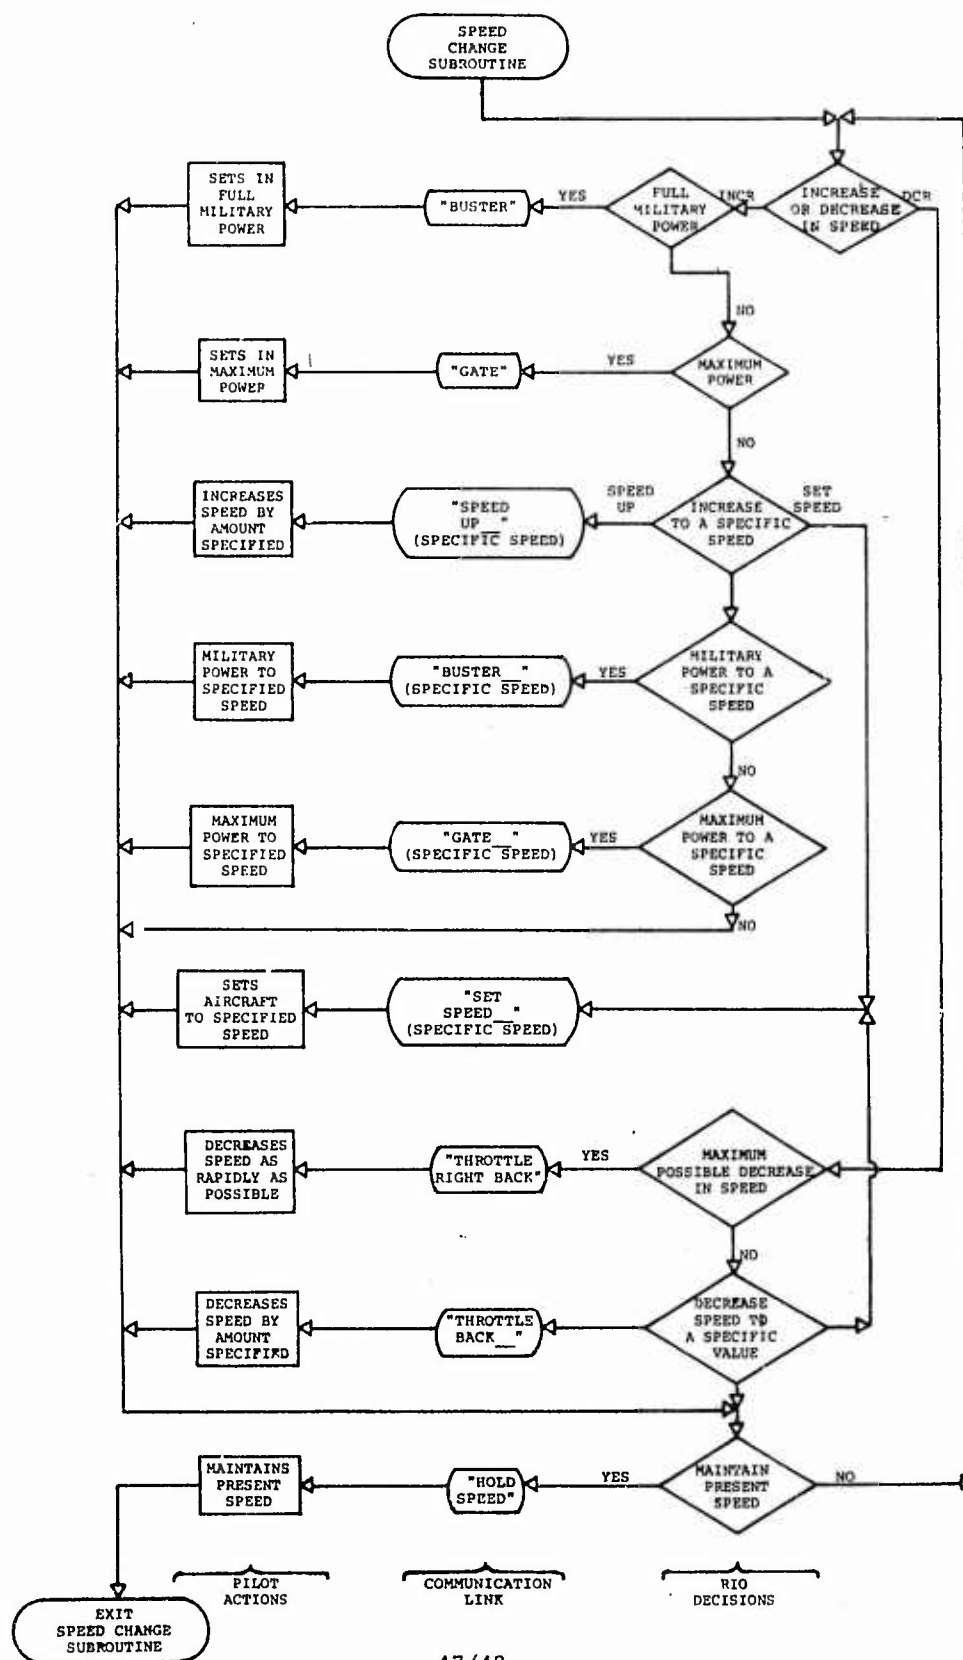 SPEED
CHANGE
SUBROUTINE
SETS IN
FULL
MILITARY
POWER
"BUSTER"
YES
FULL
MILITARY
POWER
INCR
INCREASE
OR DECREASE
IN SPEED
DCR
NO
SETS IN
MAXIMUM
POWER
"GATE"
YES
MAXIMUM
POWER
NO
INCREASES
SPEED BY
AMOUNT
SPECIFIED
"SPEED
UP__"
(SPECIFIC SPEED)
SPEED
UP
INCREASE
TO A SPECIFIC
SPEED
SET
SPEED
MILITARY
POWER TO
SPECIFIED
SPEED
"BUSTER__"
(SPECIFIC SPEED)
YES
MILITARY
POWER TO A
SPECIFIC
SPEED
NO
MAXIMUM
POWER TO
SPECIFIED
SPEED
"GATE__"
(SPECIFIC SPEED)
YES
MAXIMUM
POWER TO A
SPECIFIC
SPEED
NO
SETS
AIRCRAFT
TO SPECIFIED
SPEED
"SET
SPEED__"
(SPECIFIC SPEED)
DECREASES
SPEED AS
RAPIDLY AS
POSSIBLE
"THROTTLE
RIGHT BACK"
YES
MAXIMUM
POSSIBLE DECREASE
IN SPEED
NO
DECREASES
SPEED BY
AMOUNT
SPECIFIED
"THROTTLE
BACK__"
DECREASE
SPEED TO
A SPECIFIC
VALUE
MAINTAINS
PRESENT
SPEED
"HOLD
SPEED"
YES
MAINTAIN
PRESENT
SPEED
NO
PILOT
ACTIONS
COMMUNICATION
LINK
RIO
DECISIONS
EXIT
SPEED CHANGE
SUBROUTINE